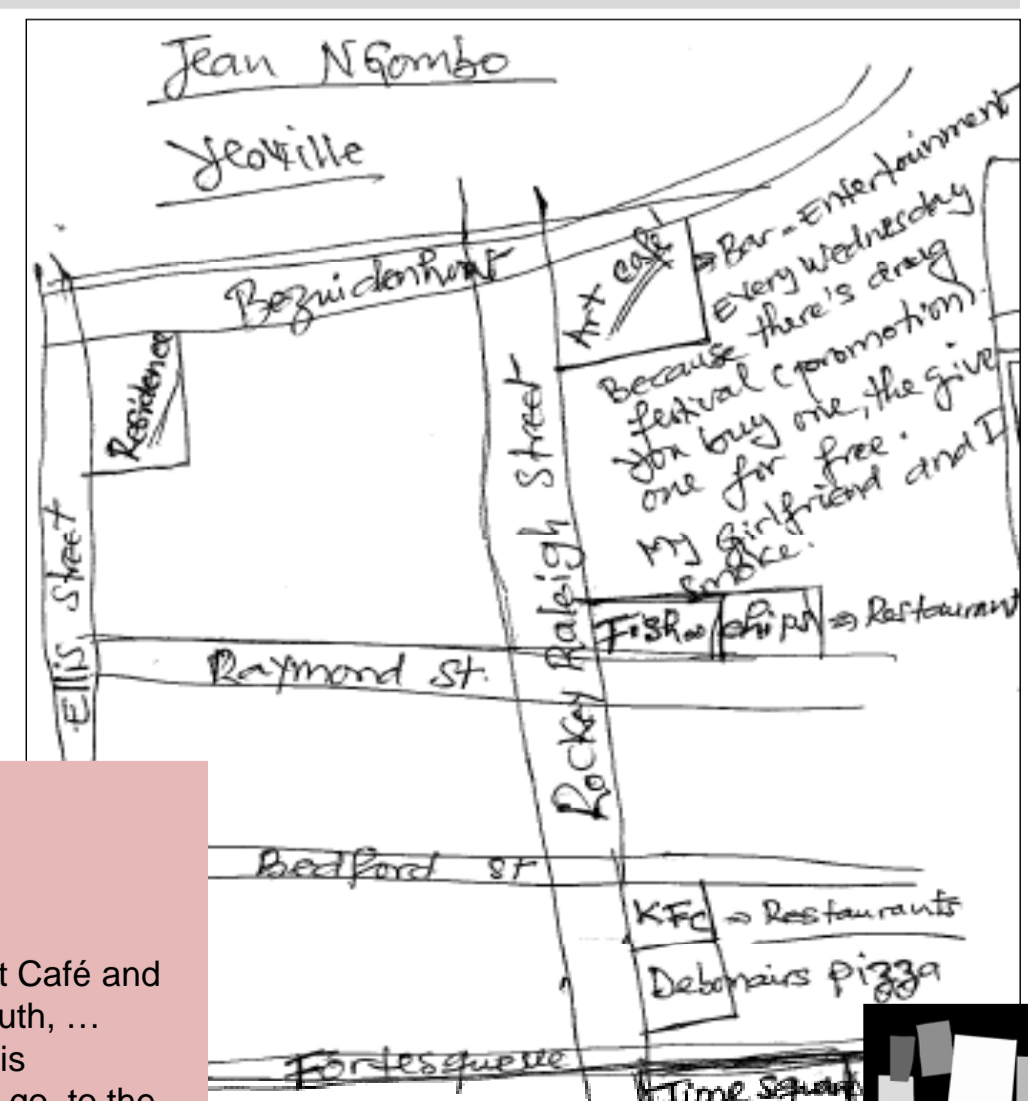 Jean NGombo
Yeoville
Bezuidenhout
Art café
⇒ Bar - Entertainment
Every Wednesday
Because there's drug
festival (promotion).
You buy one, the give
one for free.
My Girlfriend and I
smoke.
Residence
Ellis Street
Rockey Raleigh Street
Fish & chips ⇒ Restaurant
Raymond St.
Bedford St
KFC ⇒ Restaurants
Debonairs pizza
Fortesqueue
Time Square
t Café and
uth, …
is
go, to the